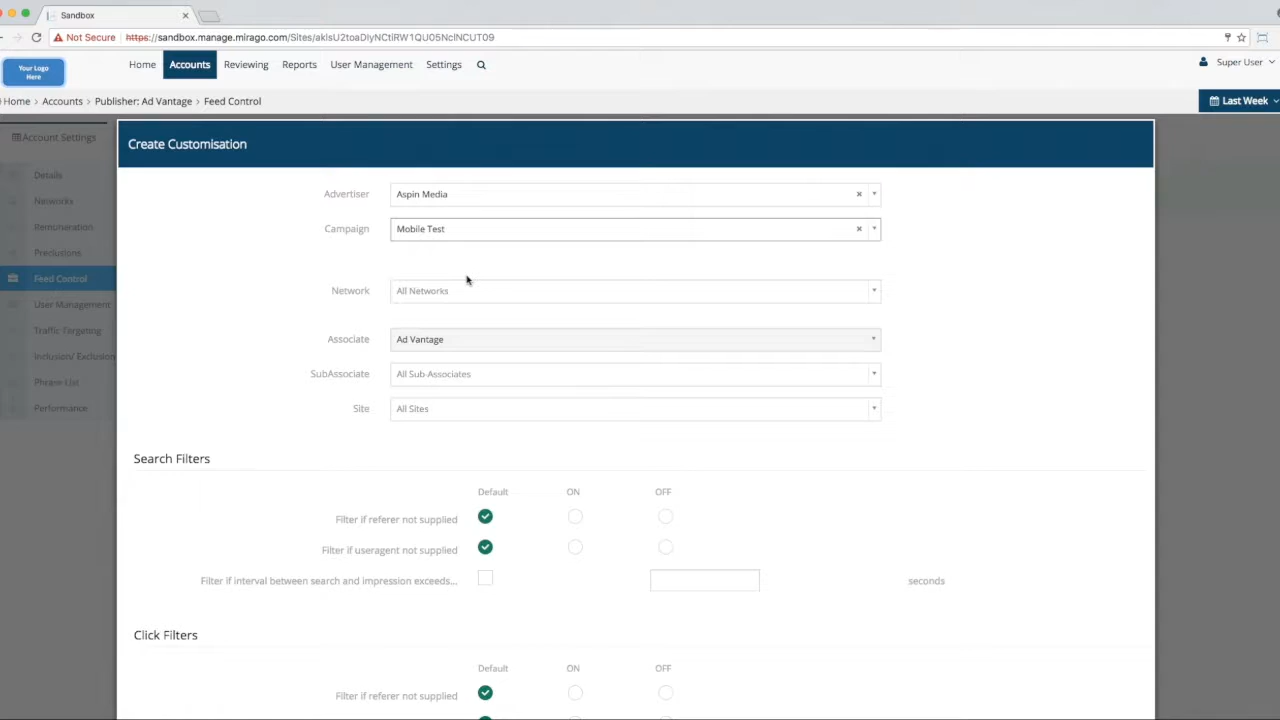 Sandbox
Not Secure https://sandbox.manage.mirago.com/Sites/
Your Logo
Here
Home Accounts Reviewing Reports User Management Settings
Super User
Home > Accounts > Publisher: Ad Vantage > Feed Control
Last Week
Account Settings
Details
Networks
Remuneration
Preclusions
Feed Control
User Management
Traffic Targeting
Inclusion/ Exclusion
Phrase List
Performance
Create Customisation
Advertiser Aspin Media
Campaign Mobile Test
Network All Networks
Associate Ad Vantage
SubAssociate All Sub-Associates
Site All Sites
Search Filters
Default ON OFF
Filter if referer not supplied
Filter if useragent not supplied
Filter if interval between search and impression exceeds... seconds
Click Filters
Default ON OFF
Filter if referer not supplied